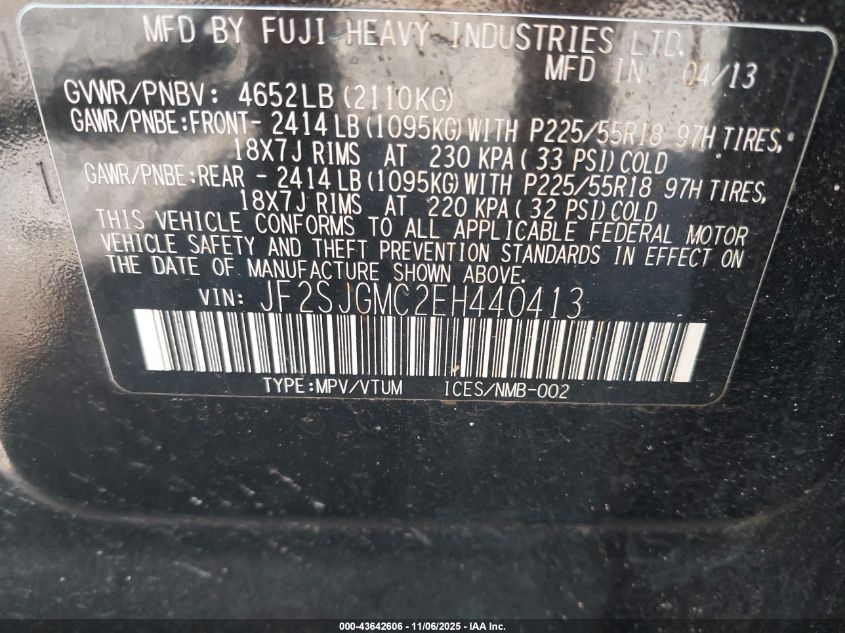 MFD BY FUJI HEAVY INDUSTRIES LTD.
MFD IN 04/13
GVWR/PNBV: 4652LB(2110KG)
GAWR/PNBE:FRONT- 2414 LB(1095KG)WITH P225/55R18 97H TIRES,
18X7J RIMS AT 230 KPA( 33 PSI)COLD
GAWR/PNBE:REAR - 2414 LB(1095KG)WITH P225/55R18 97H TIRES,
18X7J RIMS AT 220 KPA( 32 PSI)COLD
THIS VEHICLE CONFORMS TO ALL APPLICABLE FEDERAL MOTOR
VEHICLE SAFETY AND THEFT PREVENTION STANDARDS IN EFFECT ON
THE DATE OF MANUFACTURE SHOWN ABOVE.
VIN: JF2SJGMC2EH440413
TYPE:MPV/VTUM ICES/NMB-002
000-43642606 - 11/06/2025 - IAA Inc.